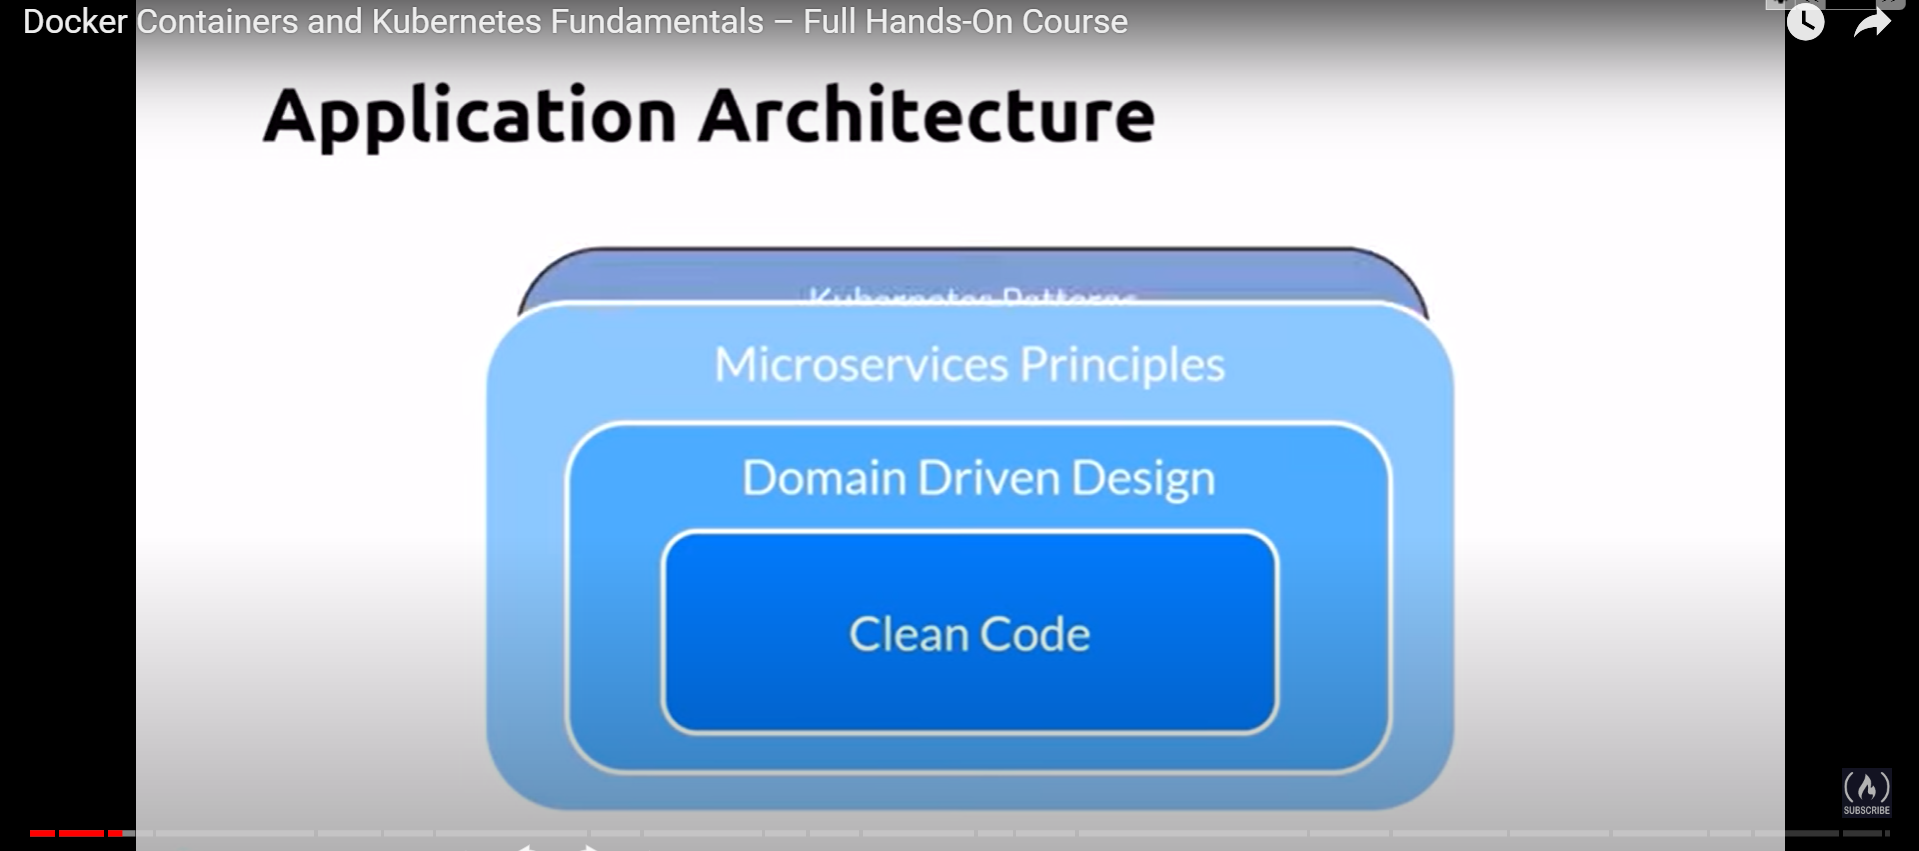 Docker Containers and Kubernetes Fundamentals – Full Hands-On Course
Application Architecture
Kubernetes Patterns
Microservices Principles
Domain Driven Design
Clean Code
SUBSCRIBE